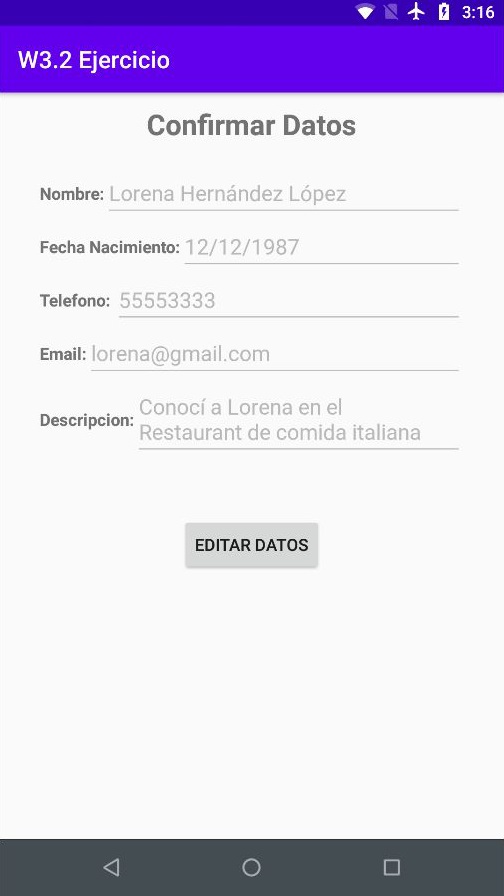 3:16
W3.2 Ejercicio
Confirmar Datos
Nombre: Lorena Hernández López
Fecha Nacimiento: 12/12/1987
Telefono: 55553333
Email: lorena@gmail.com
Descripcion: Conocí a Lorena en el
Restaurant de comida italiana
EDITAR DATOS